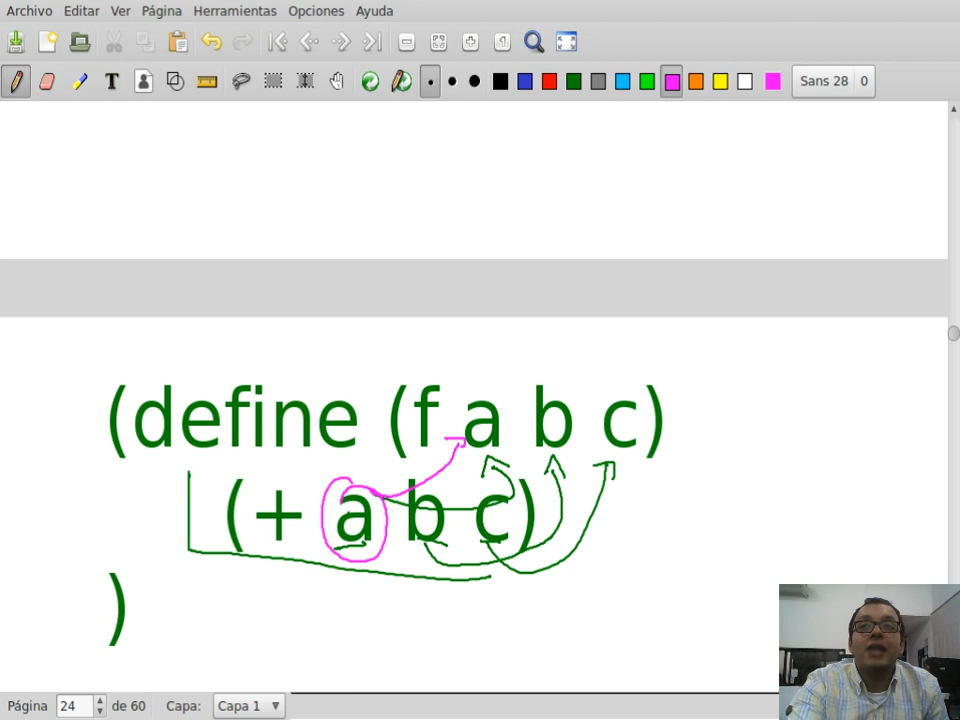 Archivo Editar Ver Página Herramientas Opciones Ayuda
Sans 28 0
(define (f a b c)
(+ a b c)
)
Página 24 de 60 Capa: Capa 1